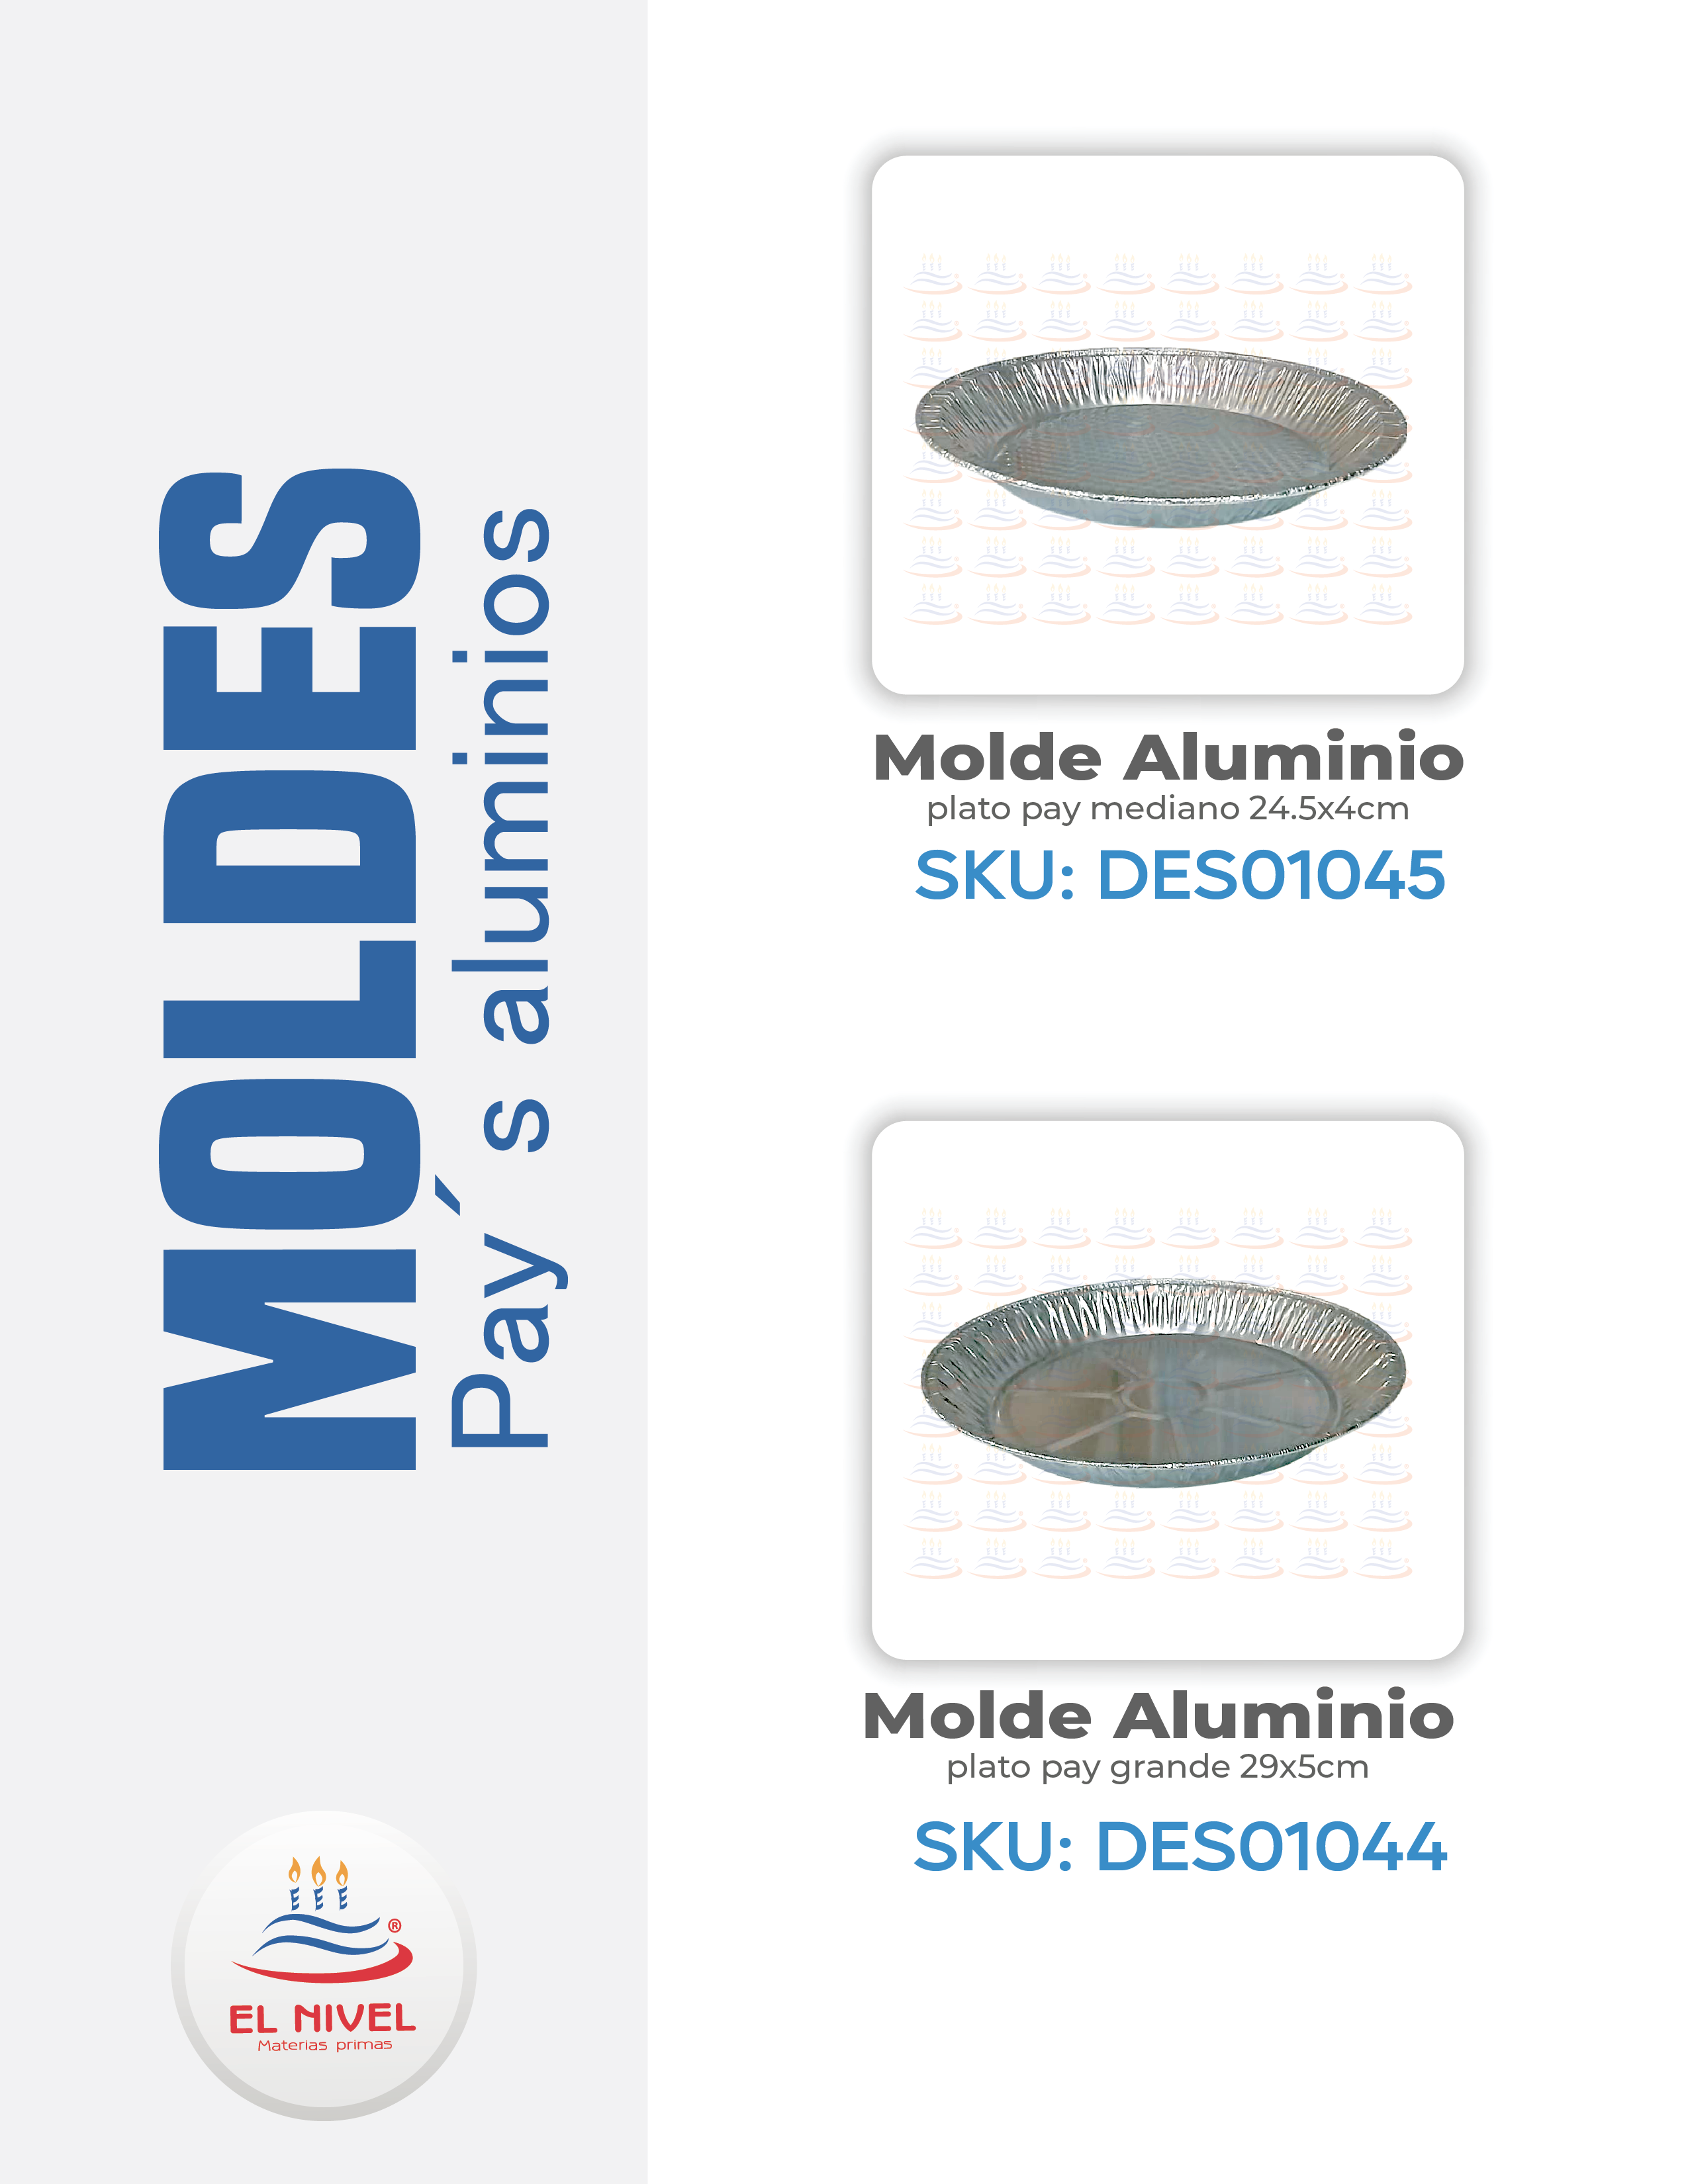 MOLDES
Pay´s aluminios
Molde Aluminio
plato pay mediano 24.5x4cm
SKU: DES01045
Molde Aluminio
plato pay grande 29x5cm
SKU: DES01044
®
EL NIVEL
Materias primas